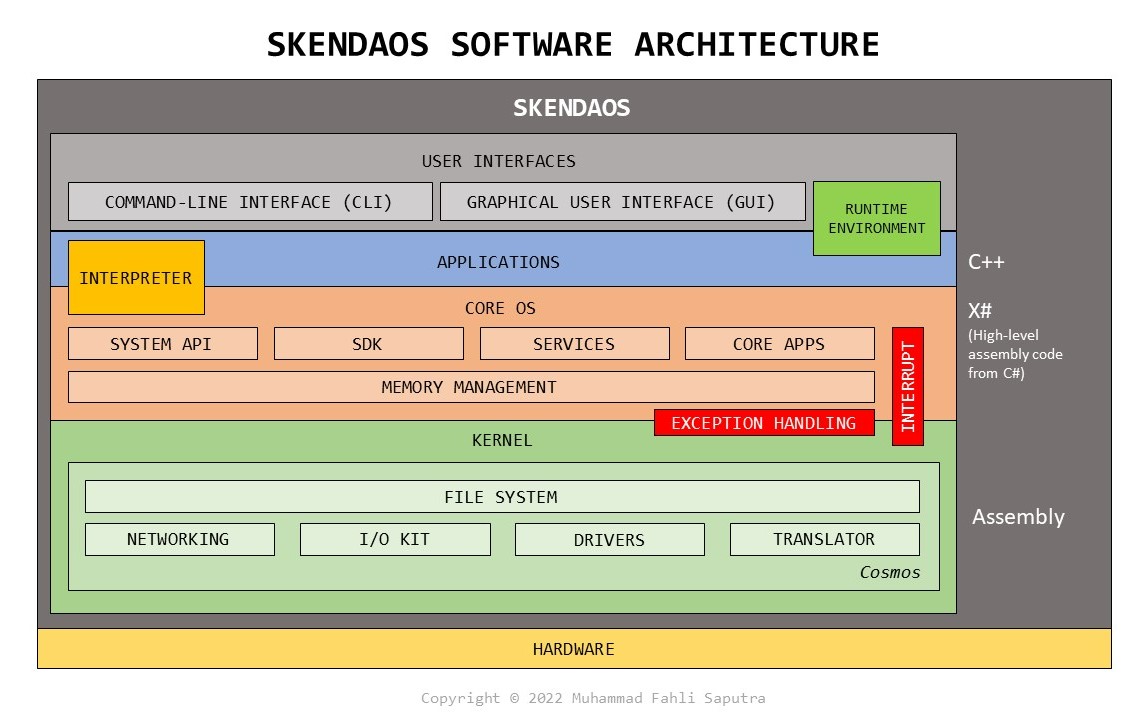 SKENDAOS SOFTWARE ARCHITECTURE
SKENDAOS
USER INTERFACES
COMMAND-LINE INTERFACE (CLI)
GRAPHICAL USER INTERFACE (GUI)
RUNTIME
ENVIRONMENT
INTERPRETER
APPLICATIONS
C++
CORE OS
X#
(High-level
assembly code
from C#)
SYSTEM API
SDK
SERVICES
CORE APPS
INTERRUPT
MEMORY MANAGEMENT
EXCEPTION HANDLING
KERNEL
FILE SYSTEM
Assembly
NETWORKING
I/O KIT
DRIVERS
TRANSLATOR
Cosmos
HARDWARE
Copyright © 2022 Muhammad Fahli Saputra